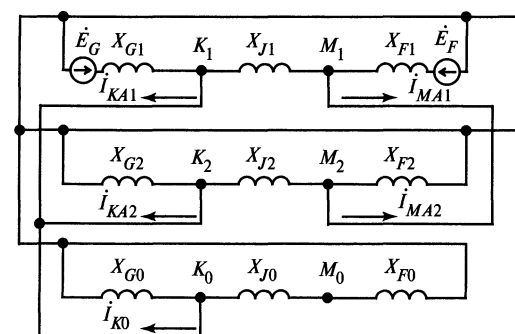 Ė_G X_G1 K_1 X_J1 M_1 X_F1 Ė_F
İ_KA1 İ_MA1
X_G2 K_2 X_J2 M_2 X_F2
İ_KA2 İ_MA2
X_G0 K_0 X_J0 M_0 X_F0
İ_K0